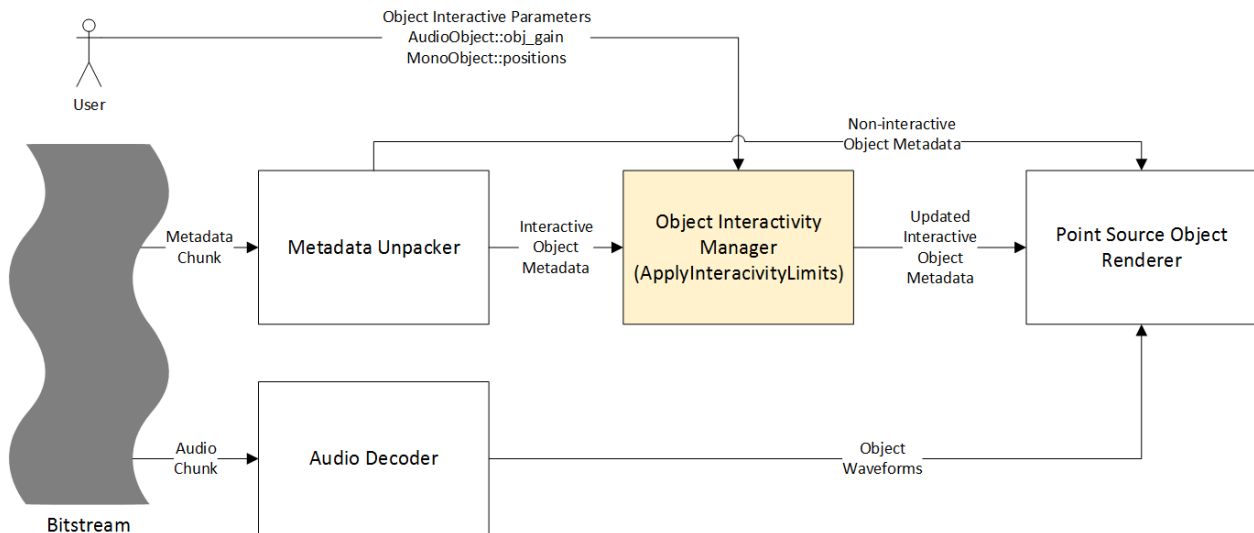 Object Interactive Parameters
AudioObject::obj_gain
MonoObject::positions
User
Non-interactive
Object Metadata
Metadata
Chunk
Metadata Unpacker
Interactive
Object
Metadata
Object Interactivity
Manager
(ApplyInteracivityLimits)
Updated
Interactive
Object
Metadata
Point Source Object
Renderer
Audio
Chunk
Audio Decoder
Object
Waveforms
Bitstream